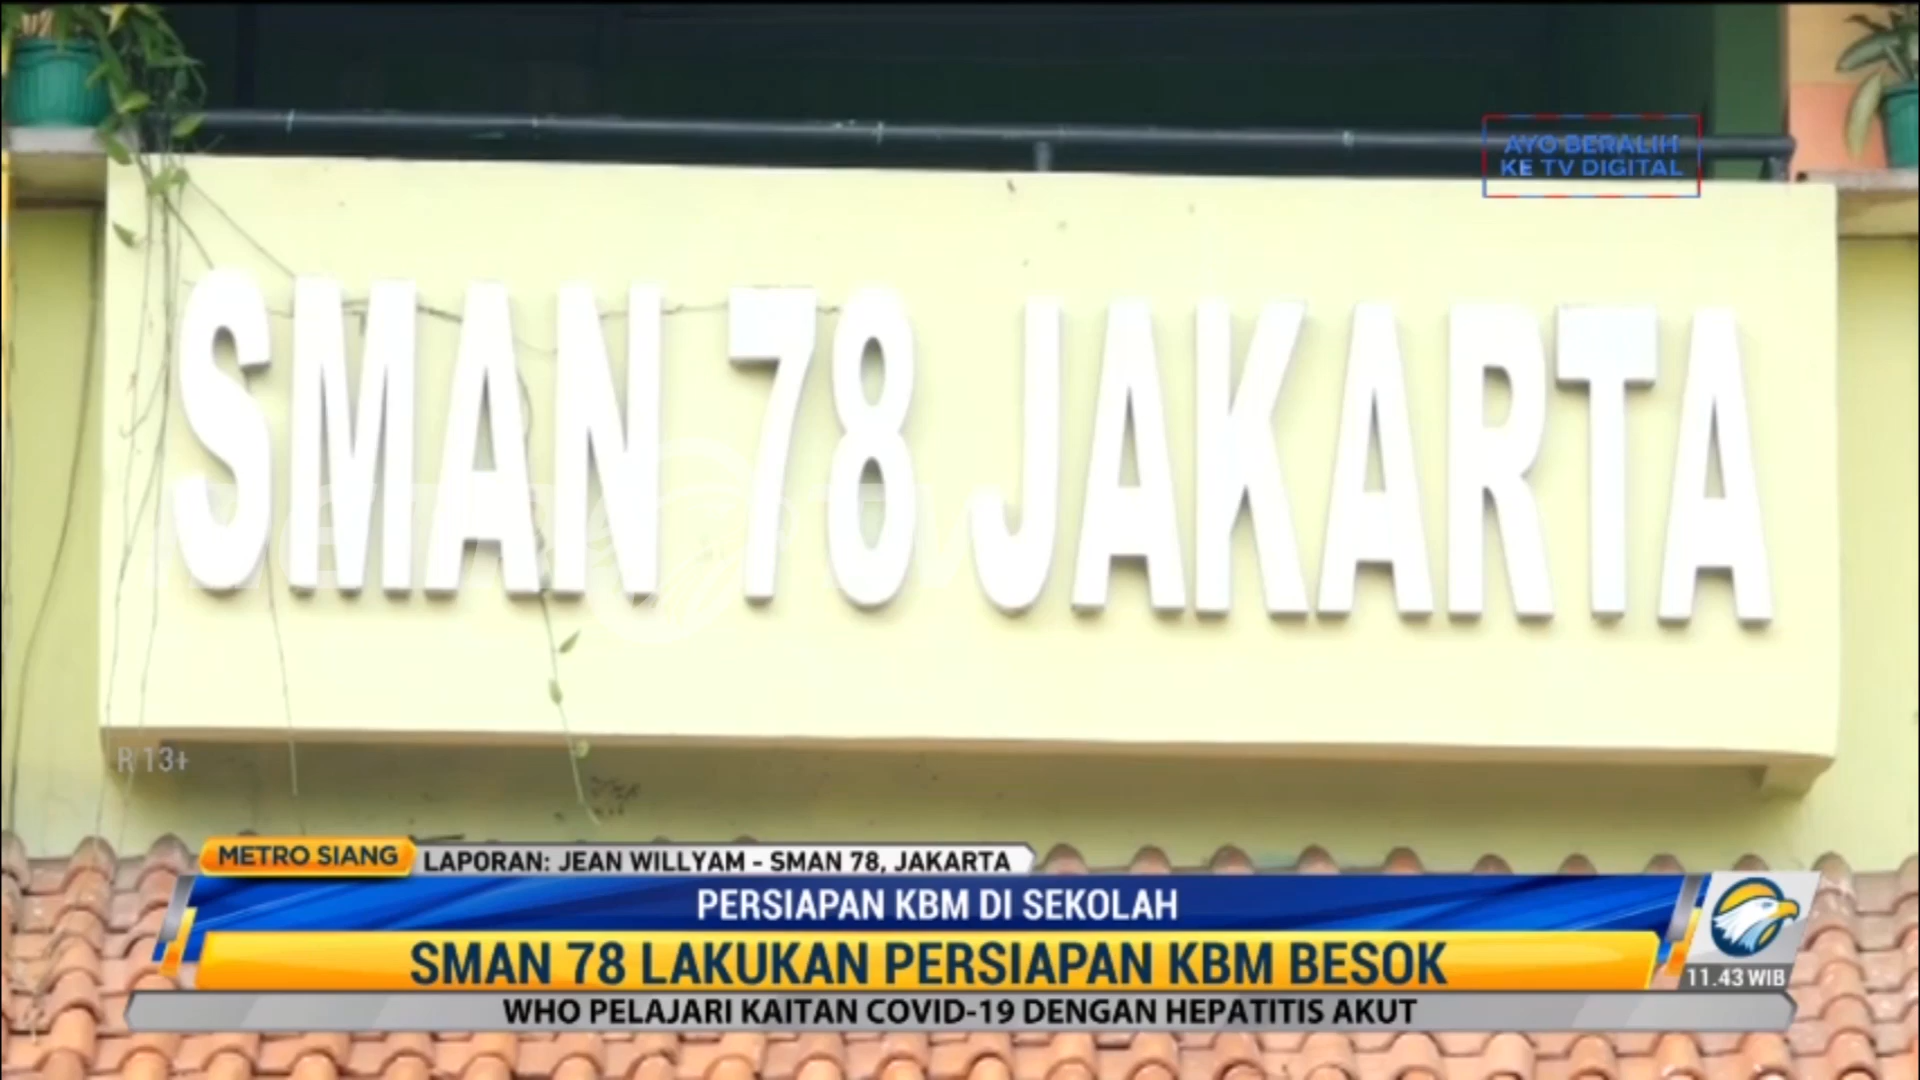 AYO BERALIH
KE TV DIGITAL
SMAN 78 JAKARTA
METRO TV
R 13+
METRO SIANG
LAPORAN: JEAN WILLYAM - SMAN 78, JAKARTA
PERSIAPAN KBM DI SEKOLAH
SMAN 78 LAKUKAN PERSIAPAN KBM BESOK
11.43 WIB
WHO PELAJARI KAITAN COVID-19 DENGAN HEPATITIS AKUT